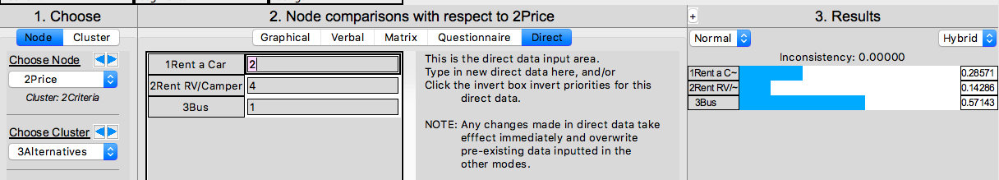 1. Choose
Node Cluster
Choose Node
2Price
Cluster: 2Criteria
Choose Cluster
3Alternatives
2. Node comparisons with respect to 2Price
Graphical Verbal Matrix Questionnaire Direct
1Rent a Car 2
2Rent RV/Camper 4
3Bus 1
This is the direct data input area.
Type in new direct data here, and/or
Click the invert box invert priorities for this
direct data.
NOTE: Any changes made in direct data take
efffect immediately and overwrite
pre-existing data inputted in the
other modes.
+ 3. Results
Normal Hybrid
Inconsistency: 0.00000
1Rent a C~ 0.28571
2Rent RV/~ 0.14286
3Bus 0.57143